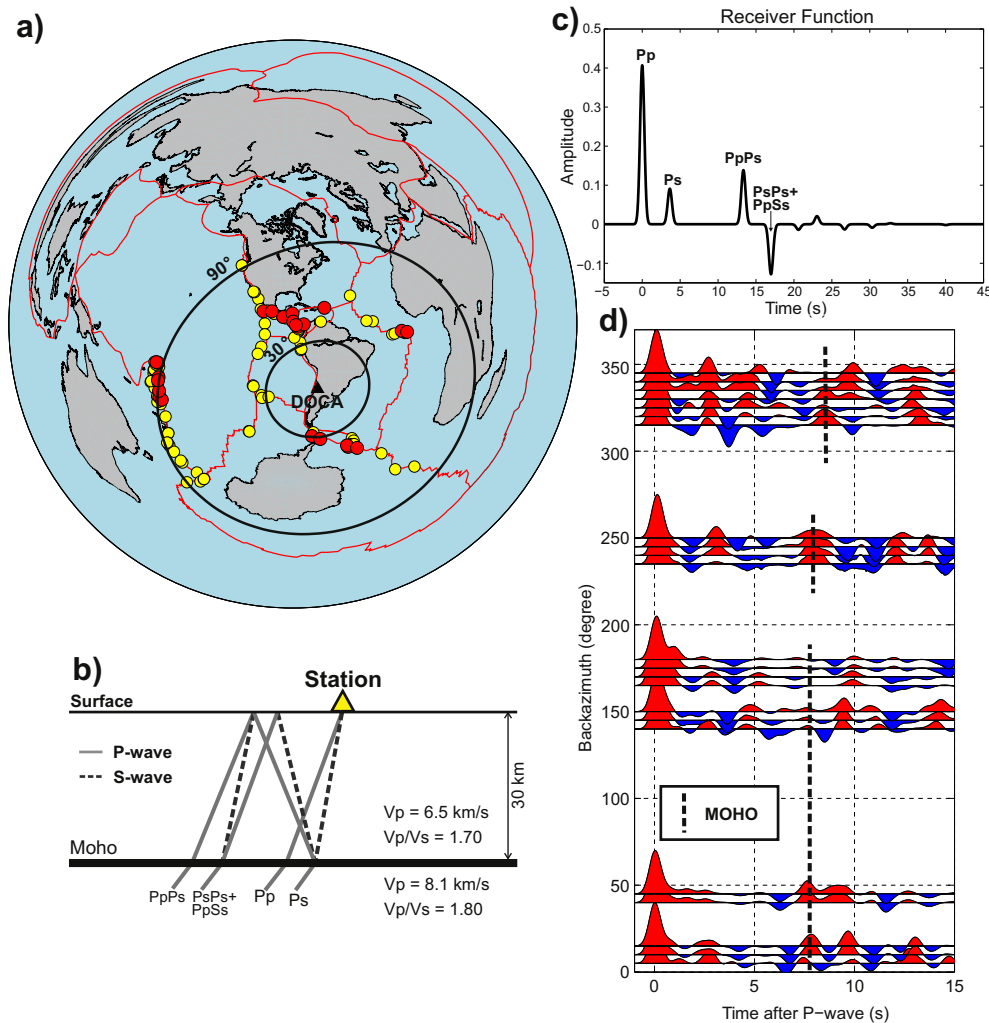 a)
90°
30°
DOCA
b)
Station
Surface
P-wave
S-wave
30 km
Vp = 6.5 km/s
Vp/Vs = 1.70
Moho
PpPs
PsPs+
PpSs
Pp
Ps
Vp = 8.1 km/s
Vp/Vs = 1.80
c)
Receiver Function
0.5
0.4
0.3
0.2
0.1
0
−0.1
Amplitude
Pp
Ps
PpPs
PsPs+
PpSs
−5
0
5
10
15
20
25
30
35
40
45
Time (s)
d)
350
300
250
200
150
100
50
0
Backazimuth (degree)
MOHO
0
5
10
15
Time after P−wave (s)